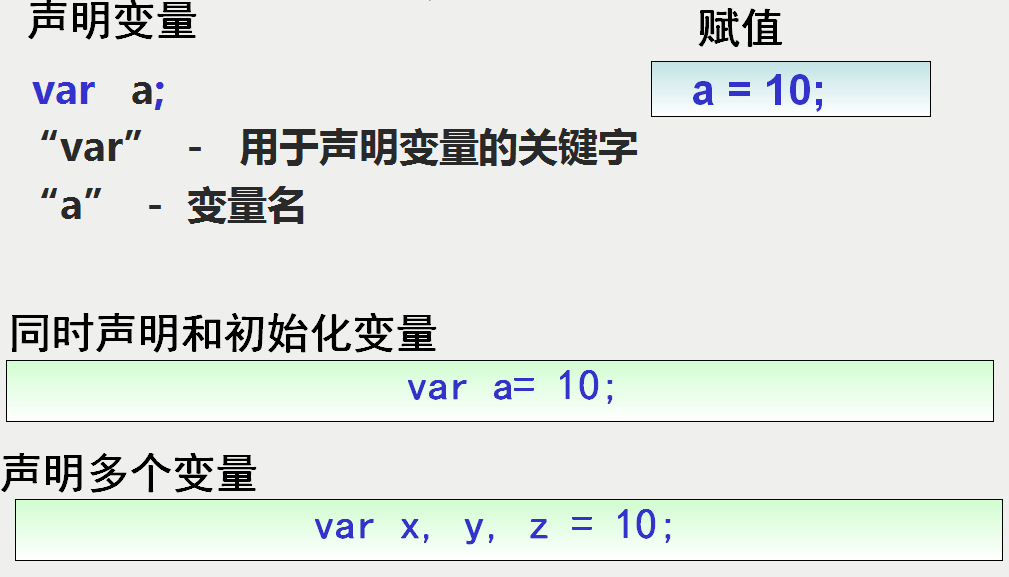 声明变量
赋值
var a;
a = 10;
“var” - 用于声明变量的关键字
“a” - 变量名
同时声明和初始化变量
var a= 10;
声明多个变量
var x, y, z = 10;